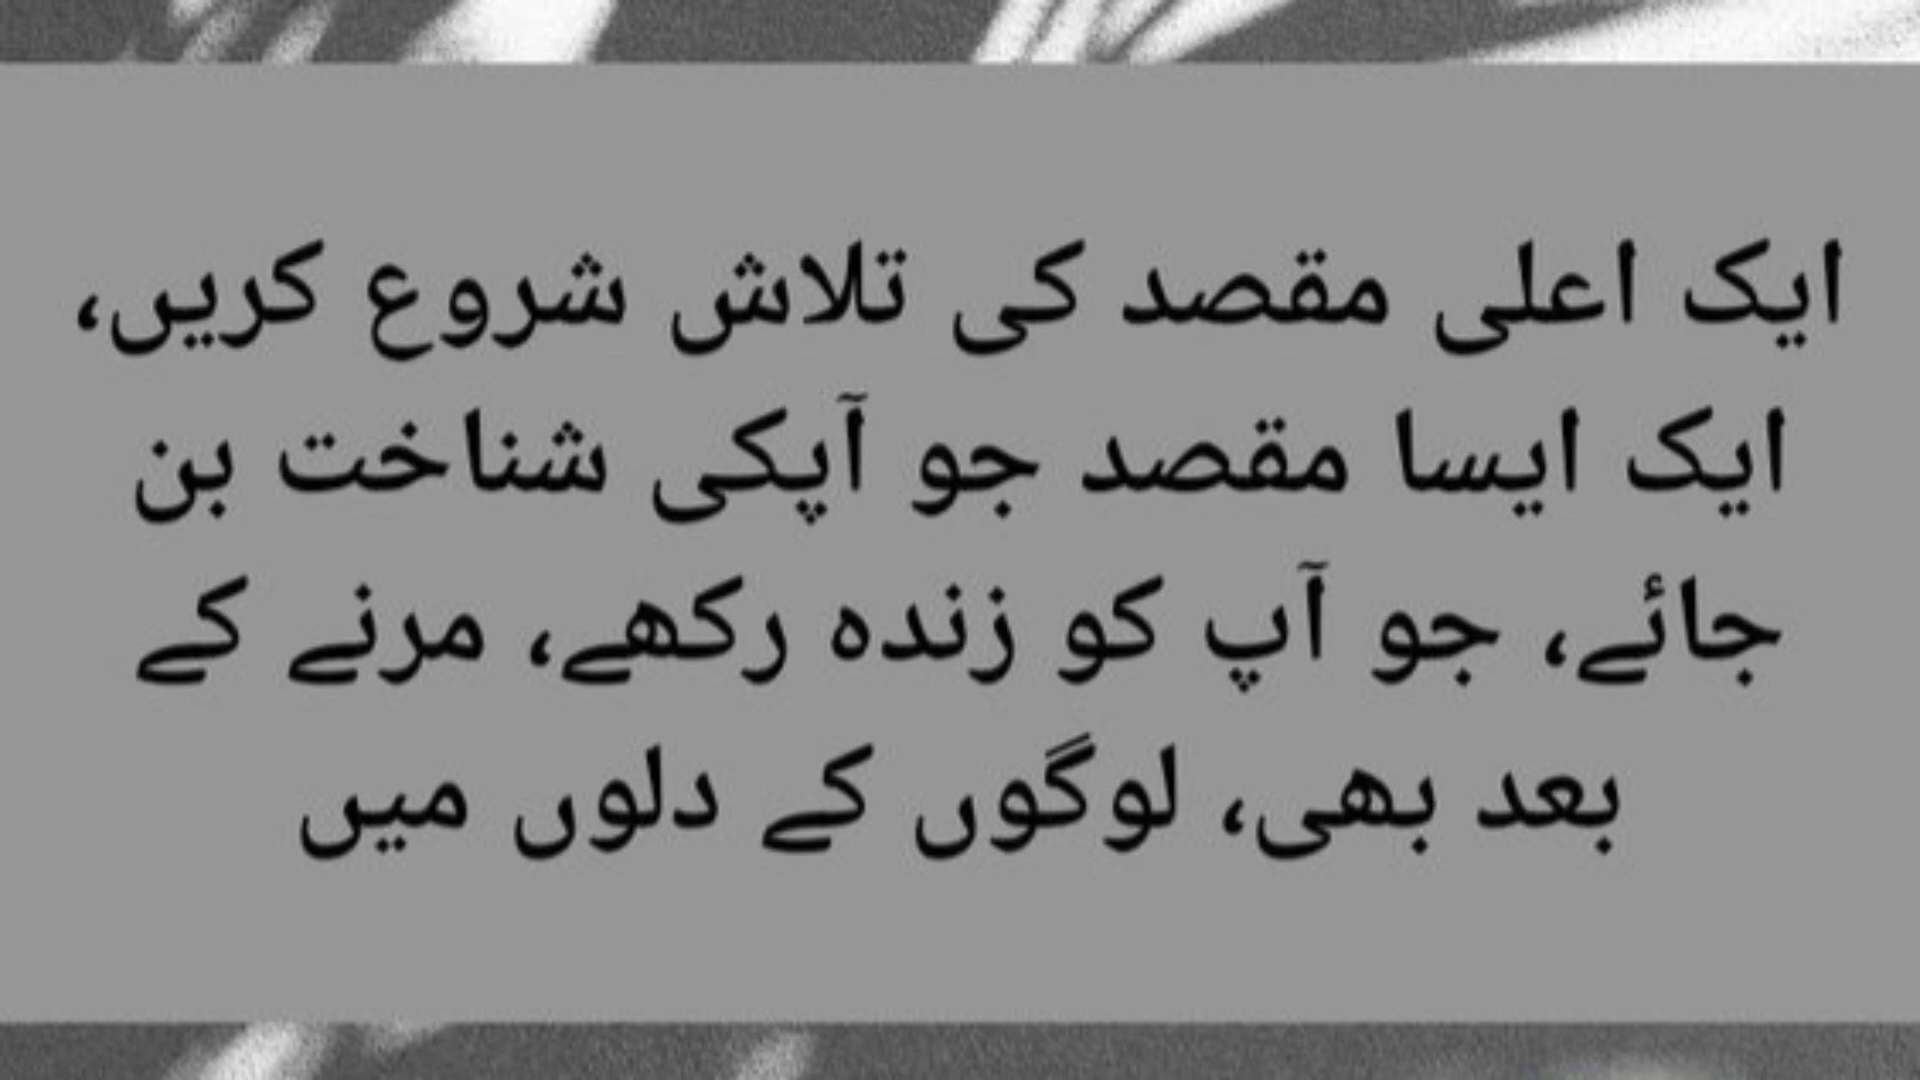 ایک اعلی مقصد کی تلاش شروع کریں،
ایک ایسا مقصد جو آپکی شناخت بن
جائے، جو آپ کو زندہ رکھے، مرنے کے
بعد بھی، لوگوں کے دلوں میں